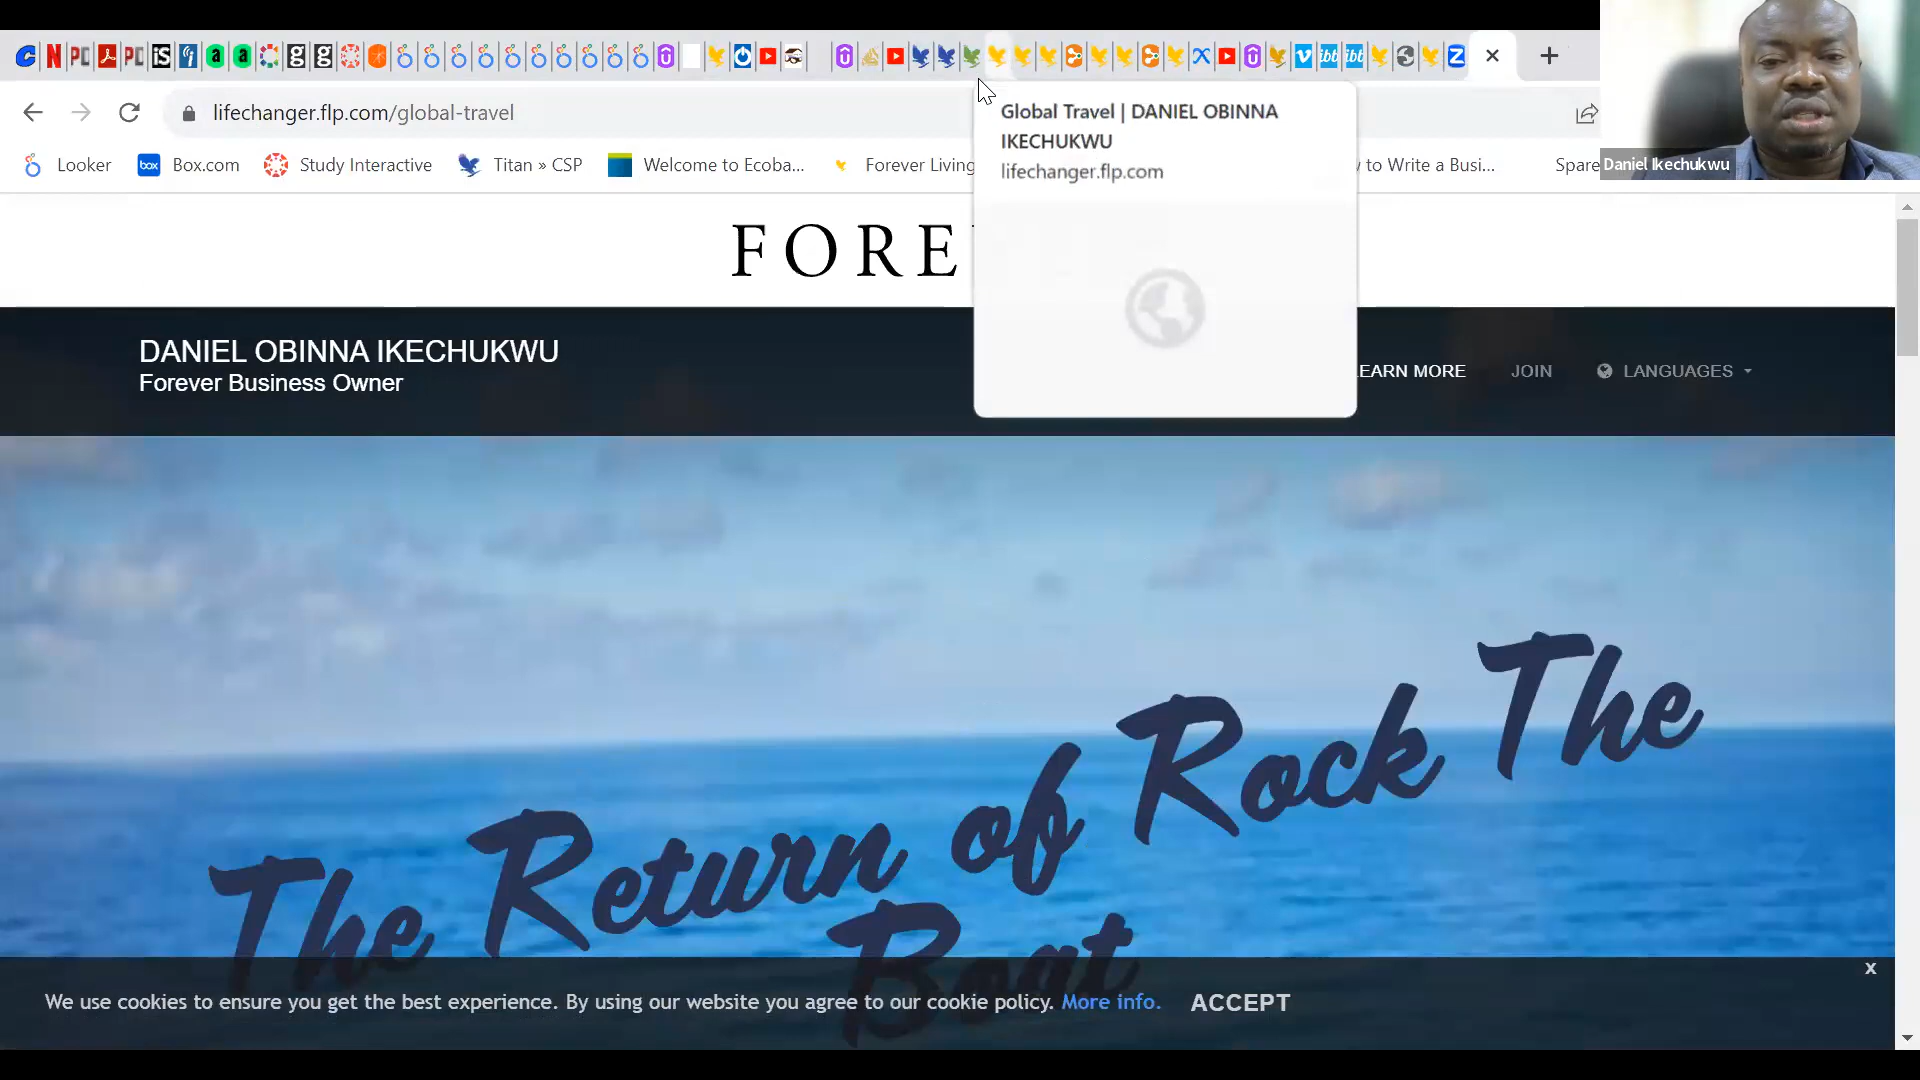 lifechanger.flp.com/global-travel
Global Travel | DANIEL OBINNA
IKECHUKWU
lifechanger.flp.com
Daniel Ikechukwu
Looker
box
Box.com
Study Interactive
Titan » CSP
Welcome to Ecoba...
Forever Living
to Write a Busi...
Spare
FORE
DANIEL OBINNA IKECHUKWU
Forever Business Owner
EARN MORE
JOIN
LANGUAGES
The Return of Rock The
Boat
x
We use cookies to ensure you get the best experience. By using our website you agree to our cookie policy. More info.
ACCEPT